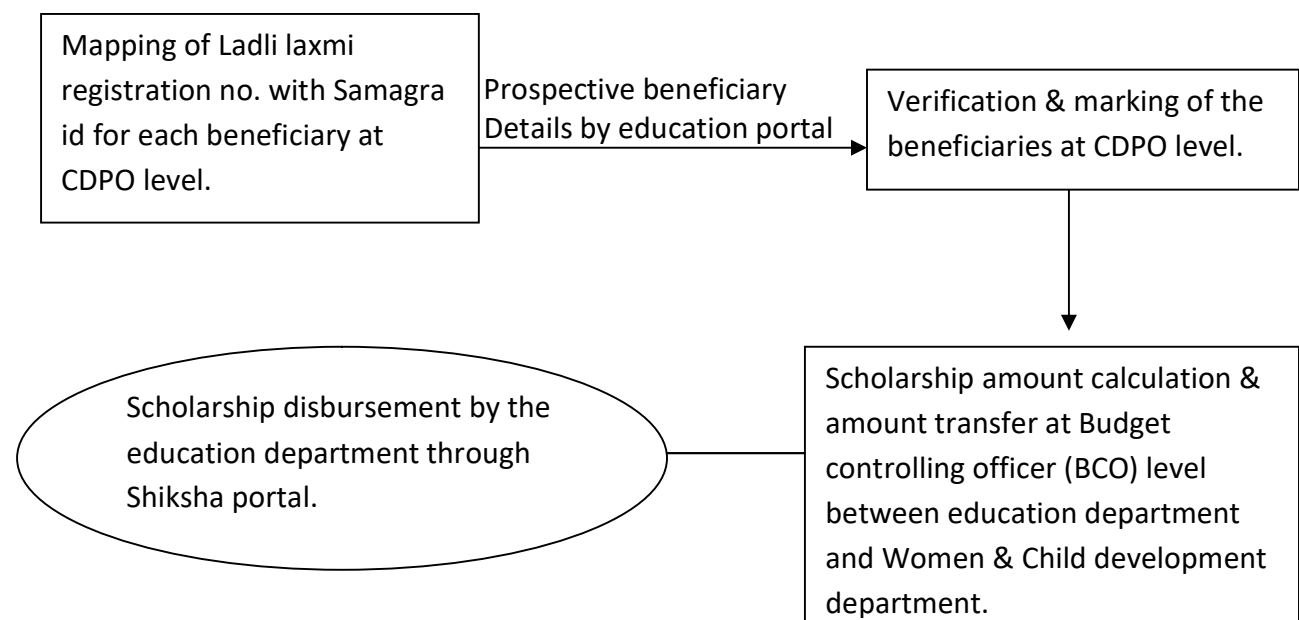 Mapping of Ladli laxmi
registration no. with Samagra
id for each beneficiary at
CDPO level.
Prospective beneficiary
Details by education portal
Verification & marking of the
beneficiaries at CDPO level.
Scholarship amount calculation &
amount transfer at Budget
controlling officer (BCO) level
between education department
and Women & Child development
department.
Scholarship disbursement by the
education department through
Shiksha portal.